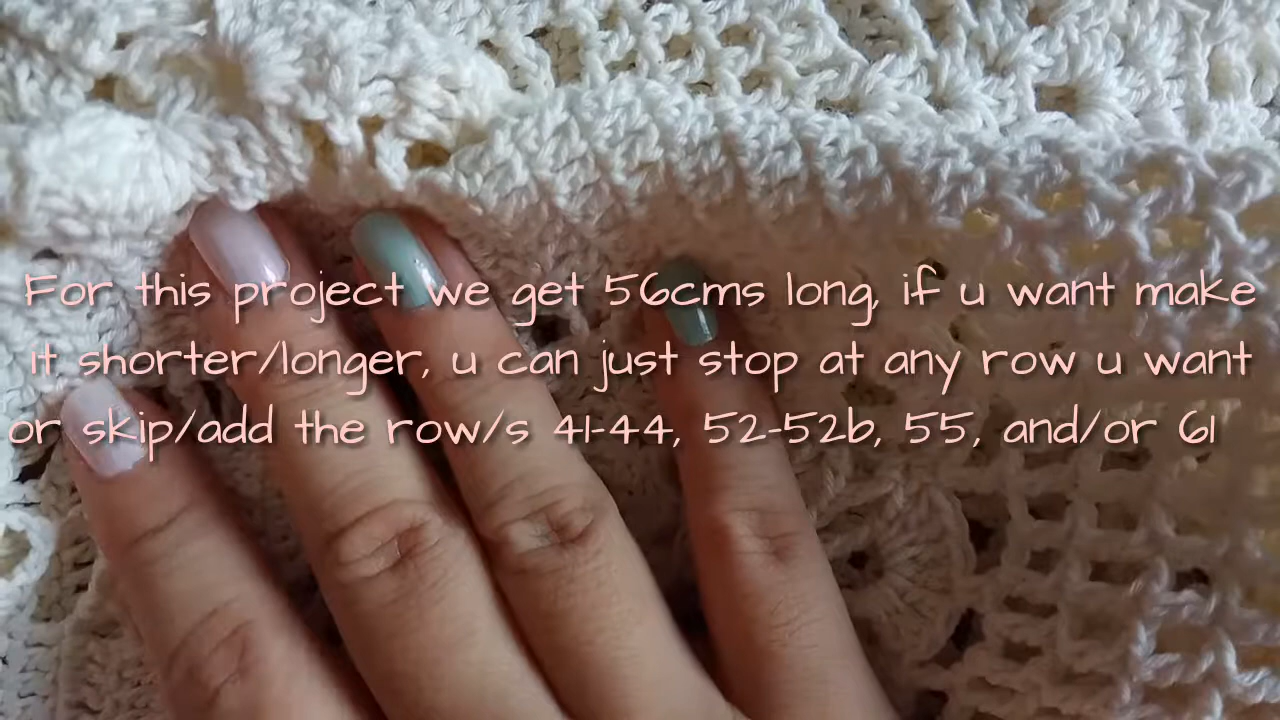 For this project we get 56cms long, if u want make
it shorter/longer, u can just stop at any row u want
or skip/add the row/s 41-44, 52-52b, 55, and/or 61